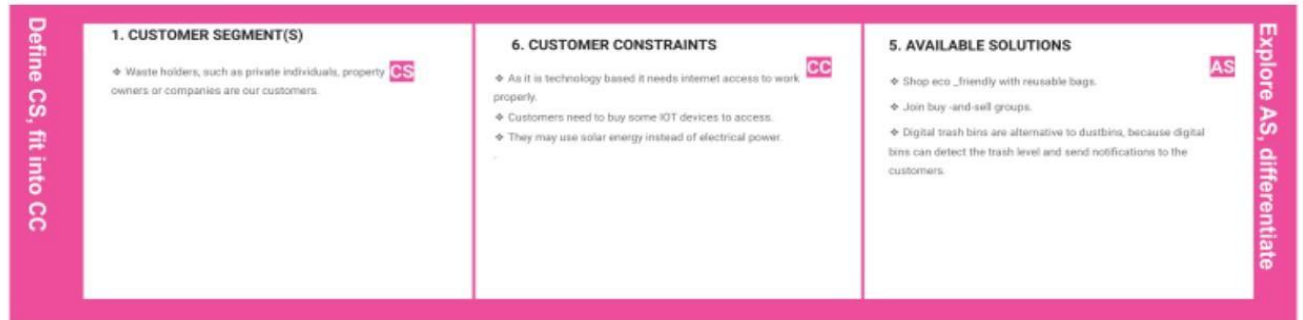 Define CS, fit into CC
1. CUSTOMER SEGMENT(S)
CS
❖ Waste holders, such as private individuals, property
owners or companies are our customers.
6. CUSTOMER CONSTRAINTS
CC
❖ As it is technology based it needs internet access to work
properly.
❖ Customers need to buy some IOT devices to access.
❖ They may use solar energy instead of electrical power.
.
5. AVAILABLE SOLUTIONS
AS
❖ Shop eco _friendly with reusable bags.
❖ Join buy -and-sell groups.
❖ Digital trash bins are alternative to dustbins, because digital
bins can detect the trash level and send notifications to the
customers.
Explore AS, differentiate